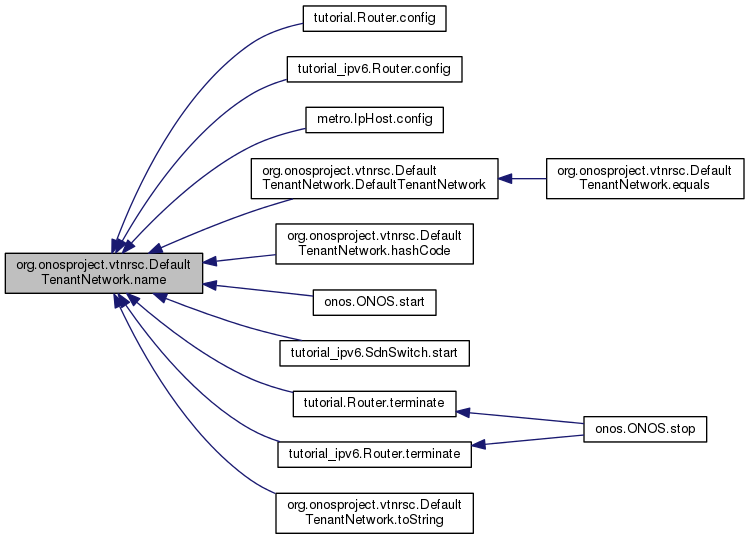 tutorial.Router.config
tutorial_ipv6.Router.config
metro.IpHost.config
org.onosproject.vtnrsc.Default
TenantNetwork.DefaultTenantNetwork
org.onosproject.vtnrsc.Default
TenantNetwork.equals
org.onosproject.vtnrsc.Default
TenantNetwork.hashCode
org.onosproject.vtnrsc.Default
TenantNetwork.name
onos.ONOS.start
tutorial_ipv6.SdnSwitch.start
tutorial.Router.terminate
onos.ONOS.stop
tutorial_ipv6.Router.terminate
org.onosproject.vtnrsc.Default
TenantNetwork.toString